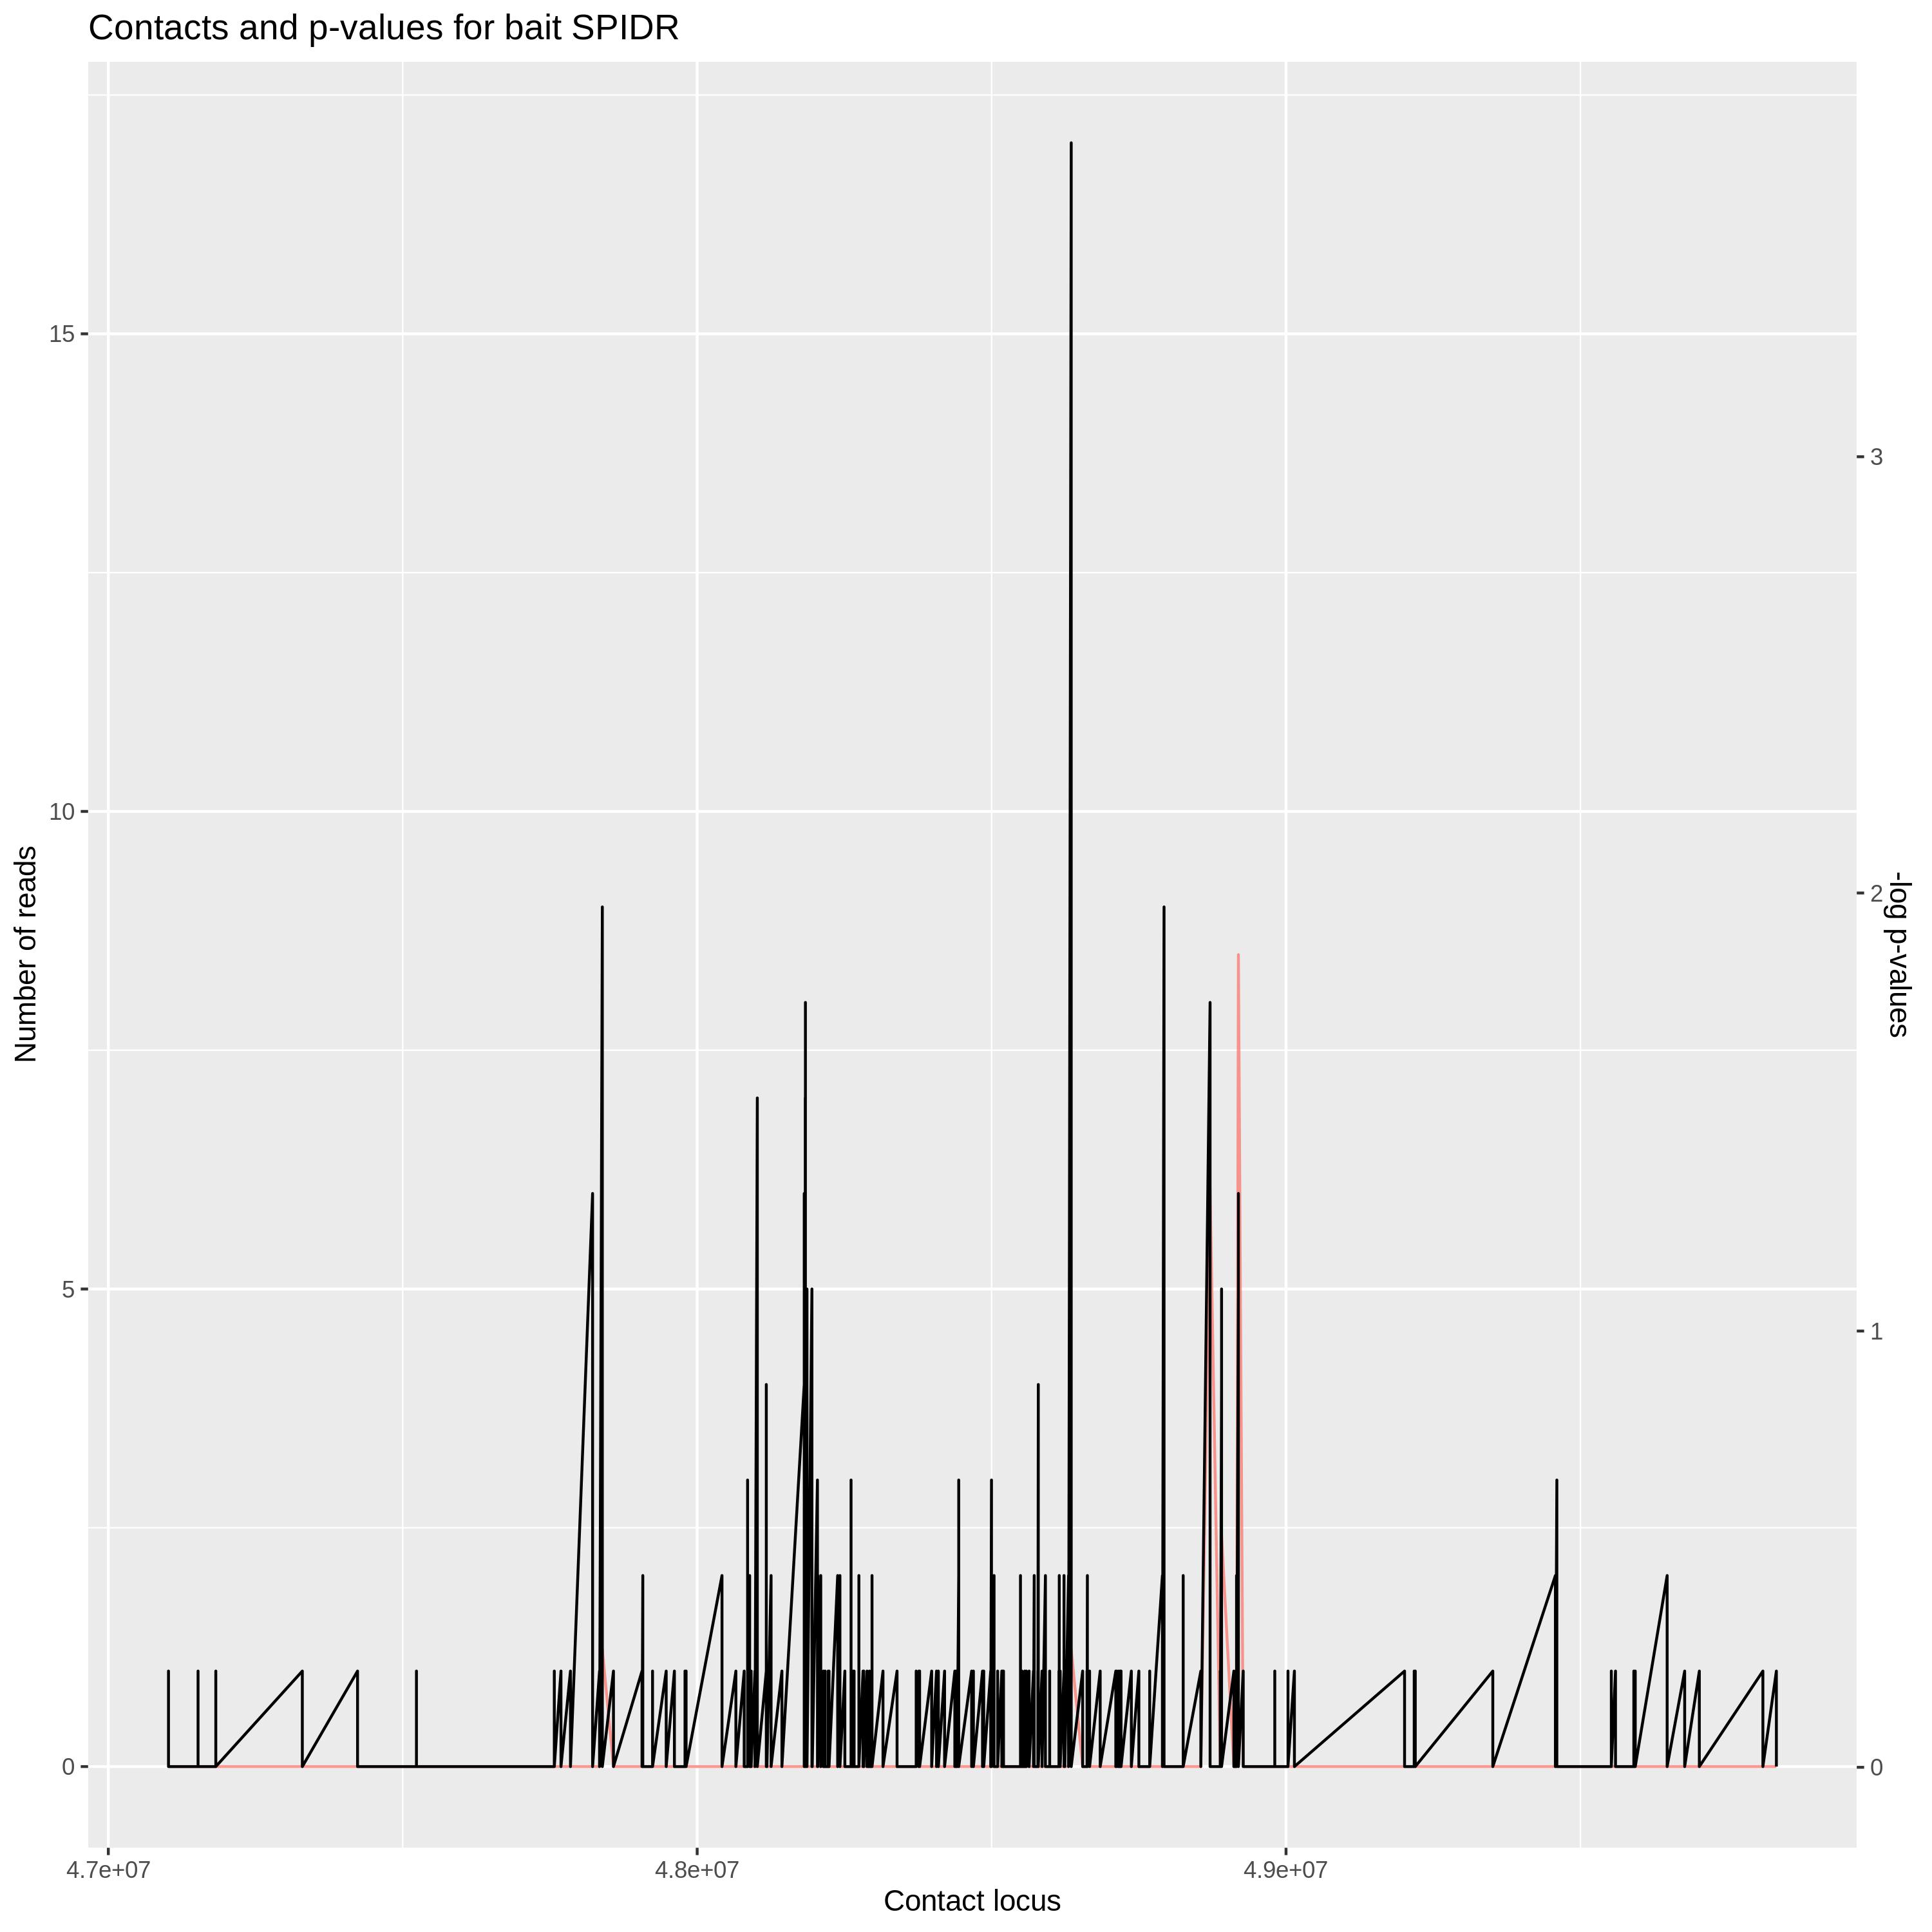 Contacts and p-values for bait SPIDR
15
10
5
0
Number of reads
3
2
1
0
-log p-values
4.7e+07
4.8e+07
4.9e+07
Contact locus